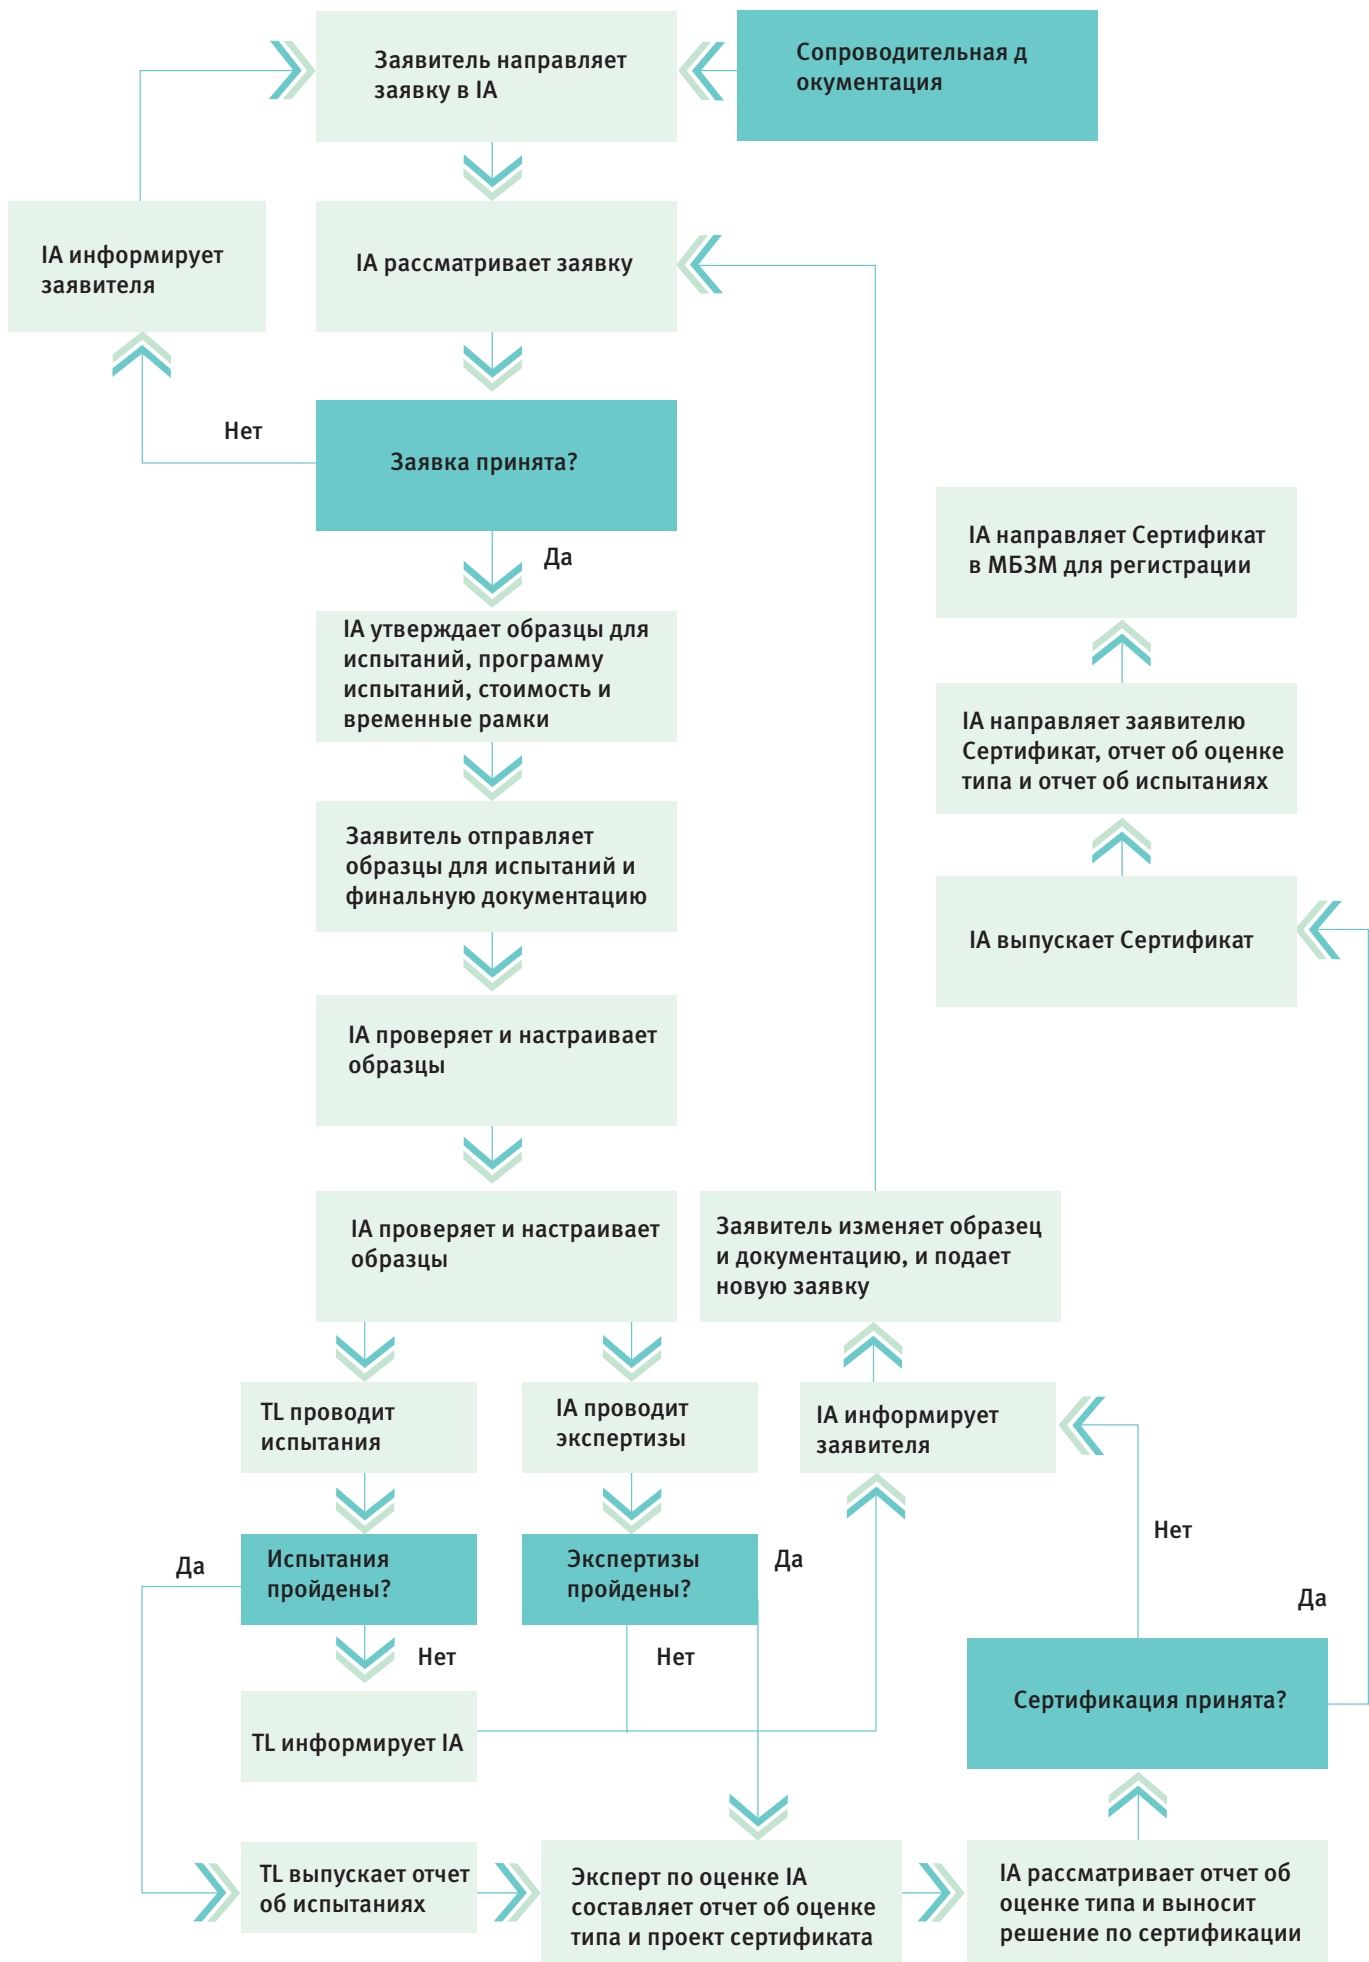 Заявитель направляет
заявку в IA
Сопроводительная д
окументация
IA информирует
заявителя
IA рассматривает заявку
Нет
Заявка принята?
Да
IA утверждает образцы для
испытаний, программу
испытаний, стоимость и
временные рамки
Заявитель отправляет
образцы для испытаний и
финальную документацию
IA проверяет и настраивает
образцы
IA проверяет и настраивает
образцы
TL проводит
испытания
IA проводит
экспертизы
Да
Испытания
пройдены?
Нет
Экспертизы
пройдены?
Да
Нет
TL информирует IA
TL выпускает отчет
об испытаниях
Эксперт по оценке IA
составляет отчет об оценке
типа и проект сертификата
IA рассматривает отчет об
оценке типа и выносит
решение по сертификации
Сертификация принята?
Нет
Да
IA информирует
заявителя
Заявитель изменяет образец
и документацию, и подает
новую заявку
IA выпускает Сертификат
IA направляет заявителю
Сертификат, отчет об оценке
типа и отчет об испытаниях
IA направляет Сертификат
в МБЗМ для регистрации